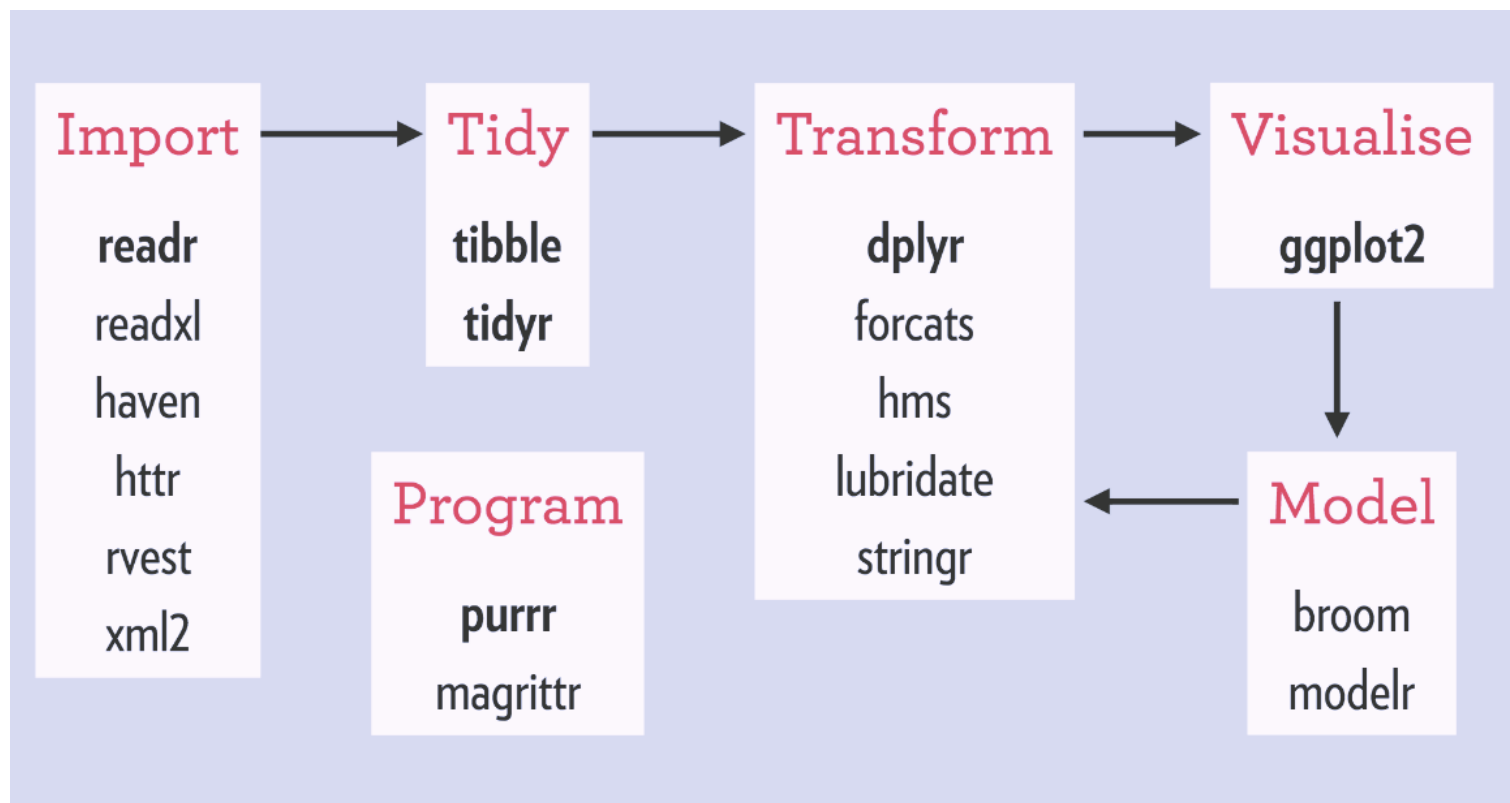 Import
readr
readxl
haven
httr
rvest
xml2
Tidy
tibble
tidyr
Program
purrr
magrittr
Transform
dplyr
forcats
hms
lubridate
stringr
Visualise
ggplot2
Model
broom
modelr